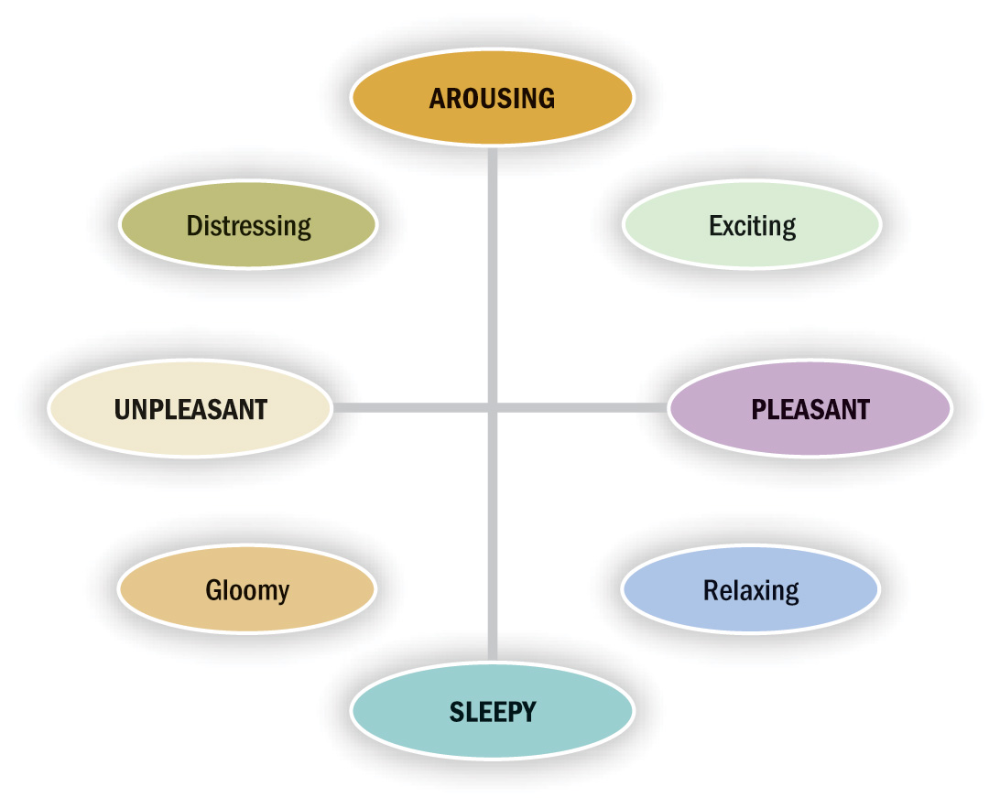 AROUSING
Distressing
Exciting
UNPLEASANT
PLEASANT
Gloomy
Relaxing
SLEEPY